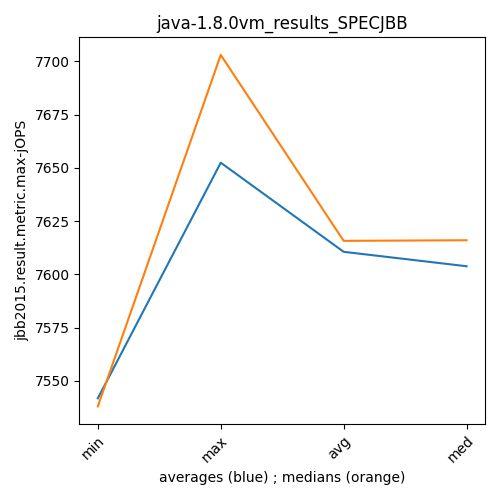 java-1.8.0vm_results_SPECJBB
jbb2015.result.metric.max-jOPS
7700
7675
7650
7625
7600
7575
7550
min
max
avg
med
averages (blue) ; medians (orange)